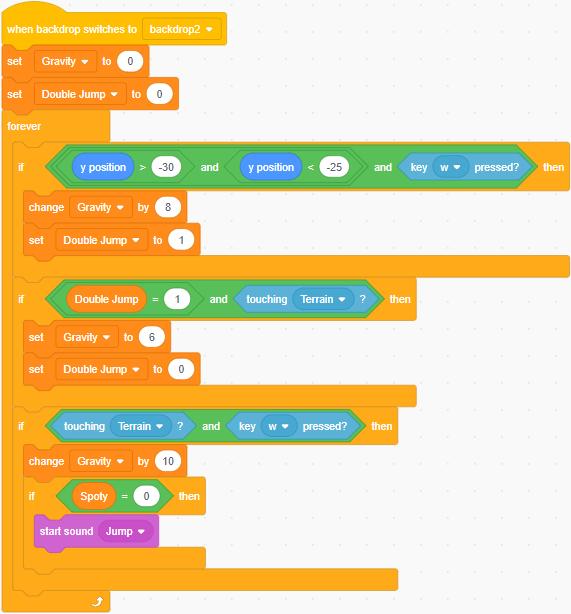 when backdrop switches to backdrop2
set Gravity to 0
set Double Jump to 0
forever
if y position > -30 and y position < -25 and key w pressed? then
change Gravity by 8
set Double Jump to 1
if Double Jump = 1 and touching Terrain ? then
set Gravity to 6
set Double Jump to 0
if touching Terrain ? and key w pressed? then
change Gravity by 10
if Spoty = 0 then
start sound Jump